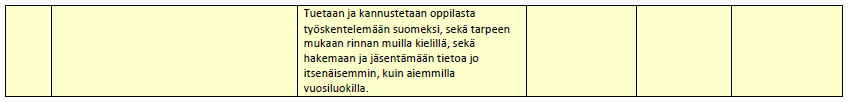 Tuetaan ja kannustetaan oppilasta
työskentelemään suomeksi, sekä tarpeen
mukaan rinnan muilla kielillä, sekä
hakemaan ja jäsentämään tietoa jo
itsenäisemmin, kuin aiemmilla
vuosiluokilla.